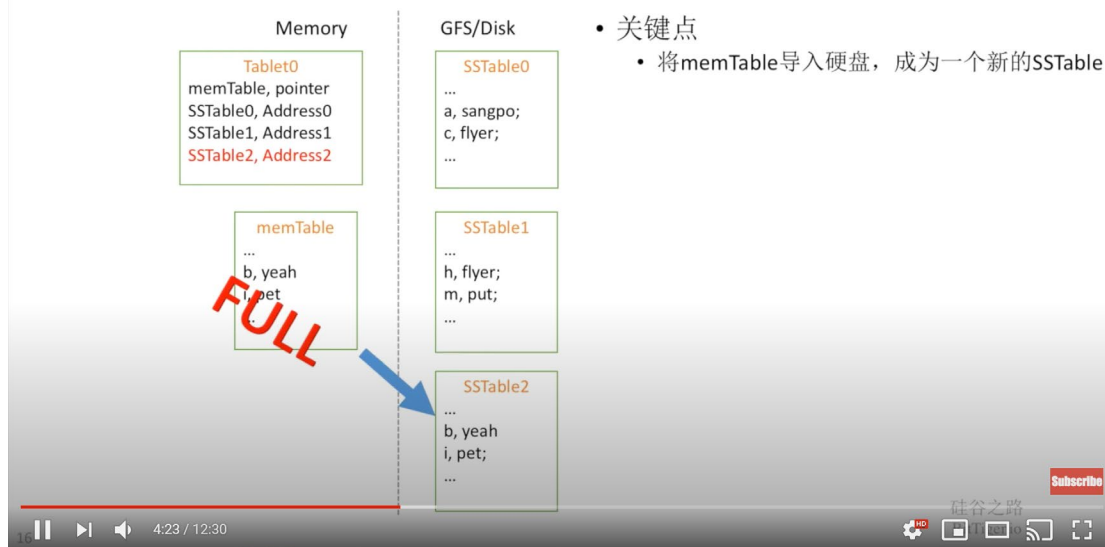 Memory
GFS/Disk
Tablet0
memTable, pointer
SSTable0, Address0
SSTable1, Address1
SSTable2, Address2
memTable
...
b, yeah
i, pet
...
FULL
SSTable0
...
a, sangpo;
c, flyer;
...
SSTable1
...
h, flyer;
m, put;
...
SSTable2
...
b, yeah
i, pet;
...
• 关键点
• 将memTable导入硬盘，成为一个新的SSTable
Subscribe
硅谷之路
16
4:23 / 12:30
HD